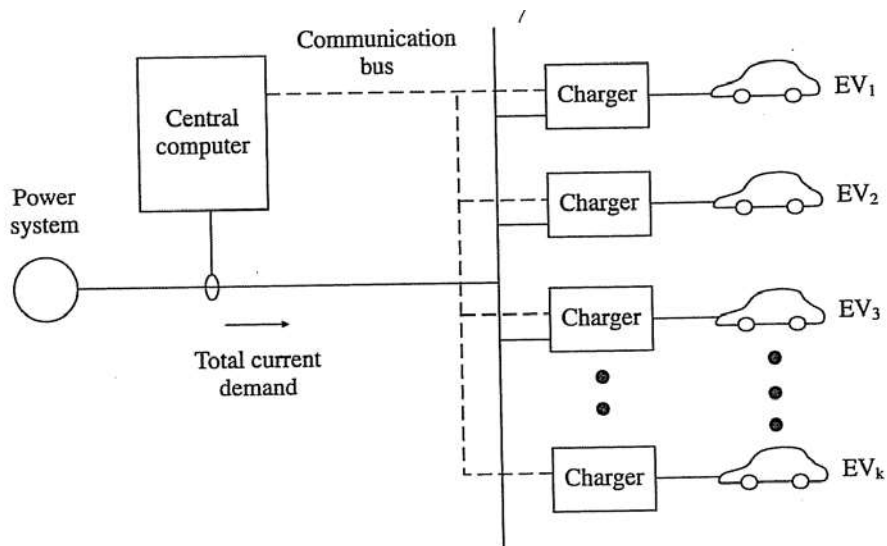 Communication
bus
Central
computer
Power
system
Total current
demand
Charger
EV₁
Charger
EV₂
Charger
EV₃
Charger
EVₖ